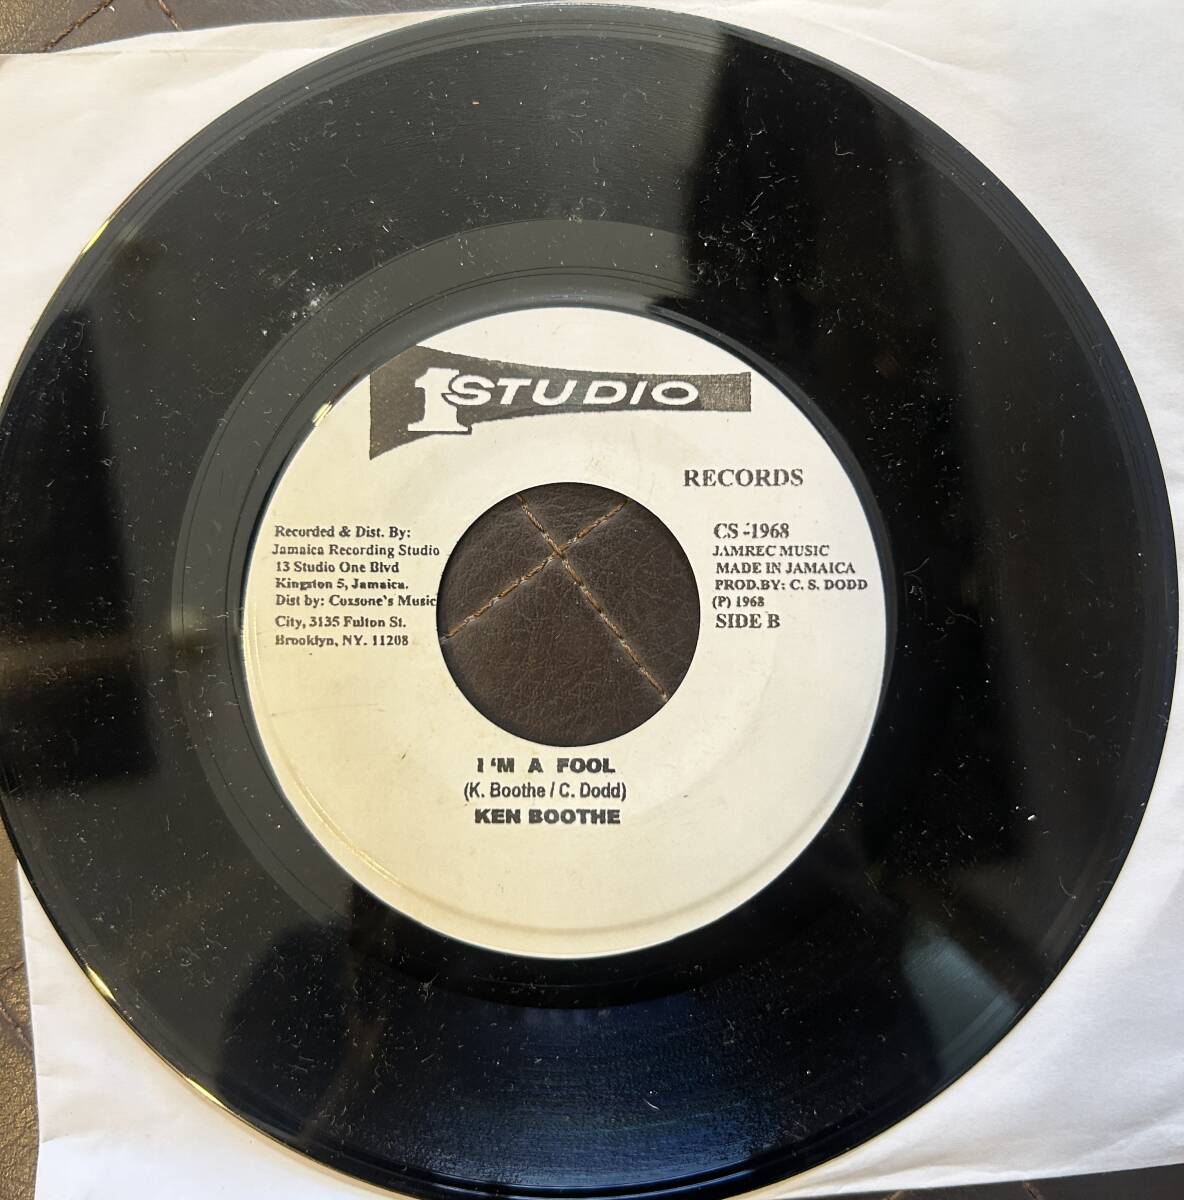 1 STUDIO
RECORDS
Recorded & Dist. By:
Jamaica Recording Studio
13 Studio One Blvd
Kingston 5, Jamaica.
Dist by: Coxsone's Music
City, 3135 Fulton St.
Brooklyn, NY. 11208
CS -1968
JAMREC MUSIC
MADE IN JAMAICA
PROD.BY: C. S. DODD
(P) 1968
SIDE B
I 'M A FOOL
(K. Boothe / C. Dodd)
KEN BOOTHE